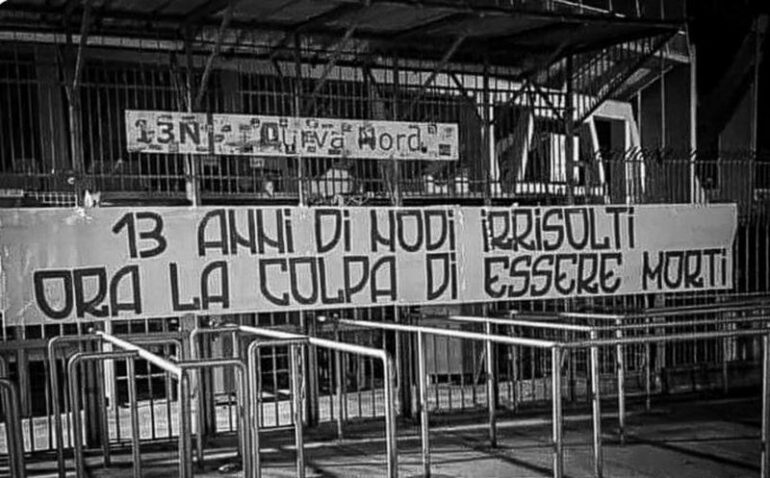 13N Curva Nord
13 ANNI DI NODI IRRISOLTI
ORA LA COLPA DI ESSERE MORTI